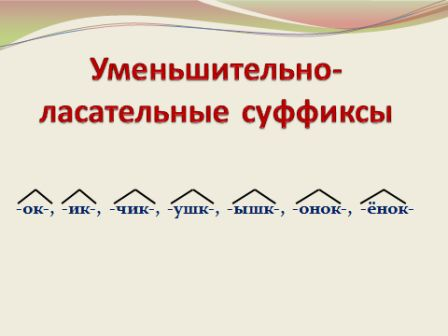 Уменьшительно-
ласательные суффиксы
-ок-, -ик-, -чик-, -ушк-, -ышк-, -онок-, -ёнок-